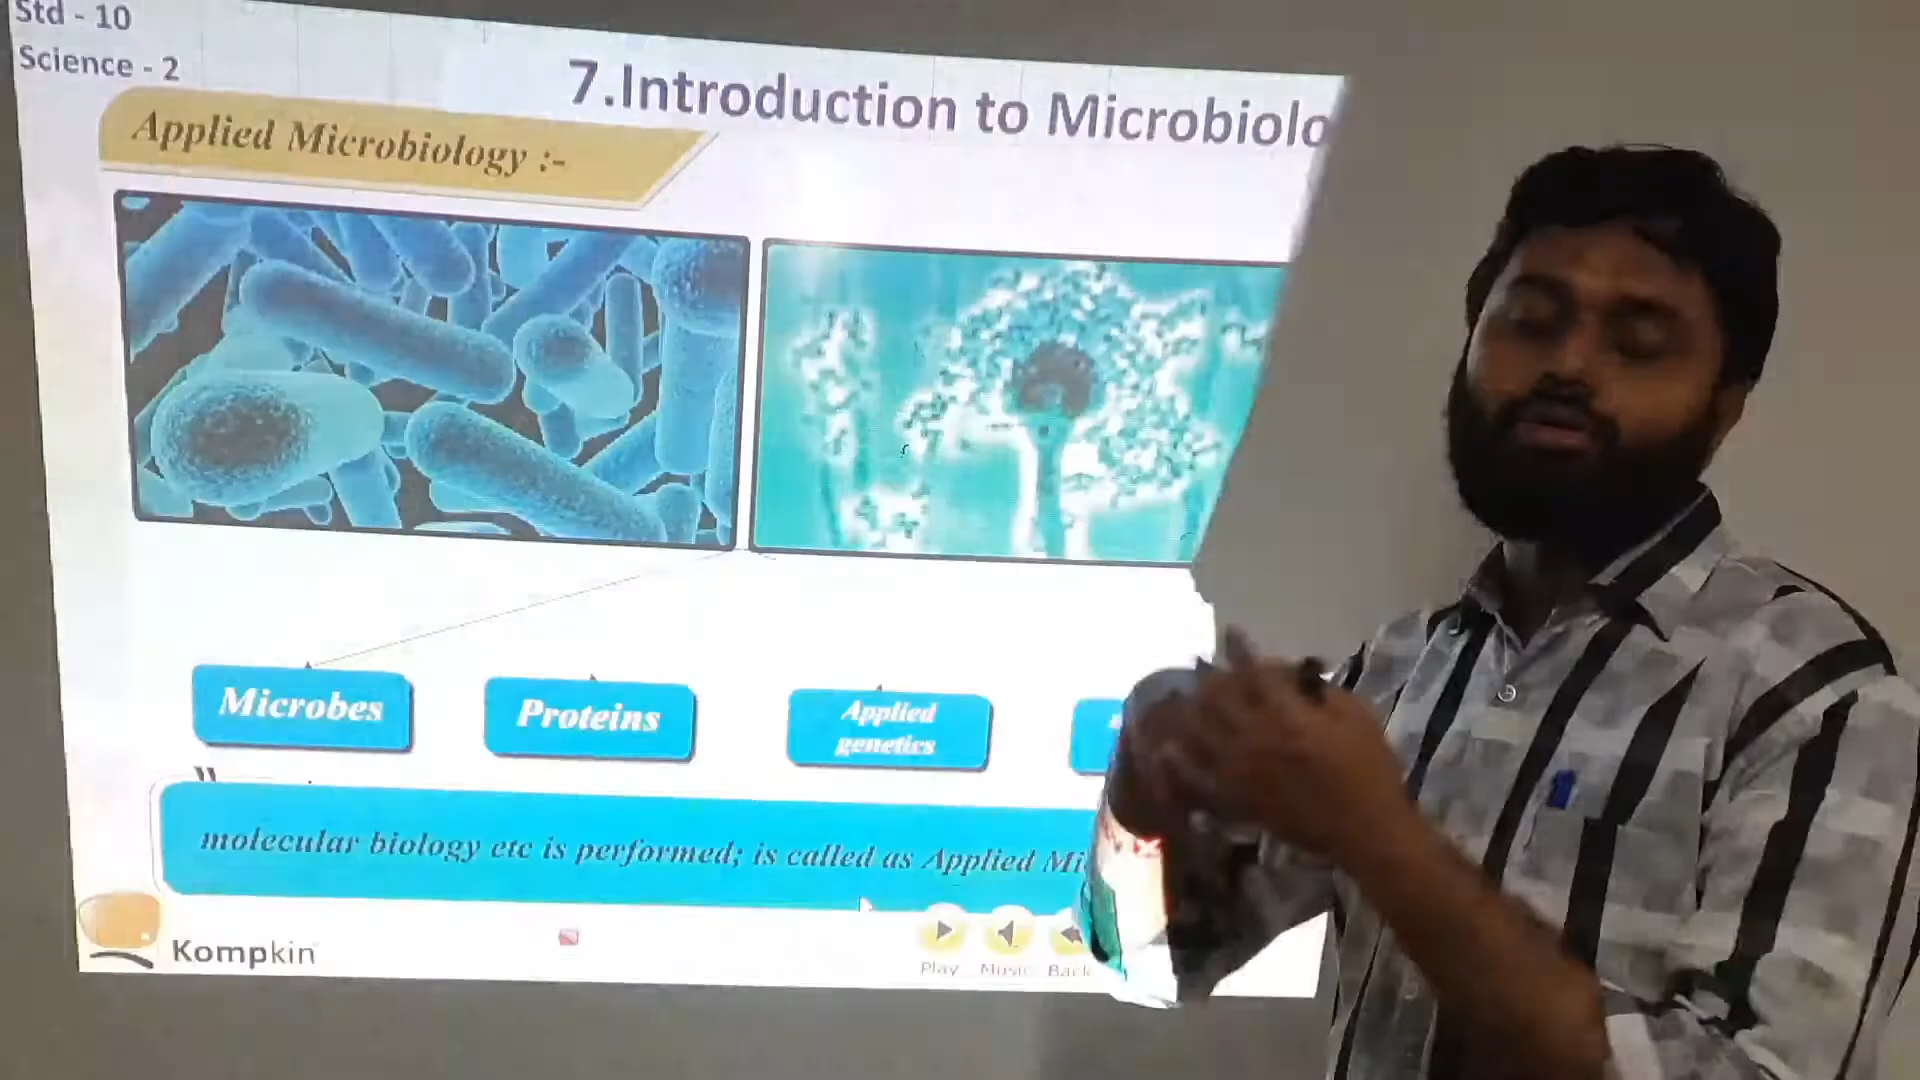 Std - 10
Science - 2
7.Introduction to Microbiolo
Applied Microbiology :-
Microbes
Proteins
Applied
genetics
molecular biology etc is performed; is called as Applied Mi
Kompkin
Play
Music
Back